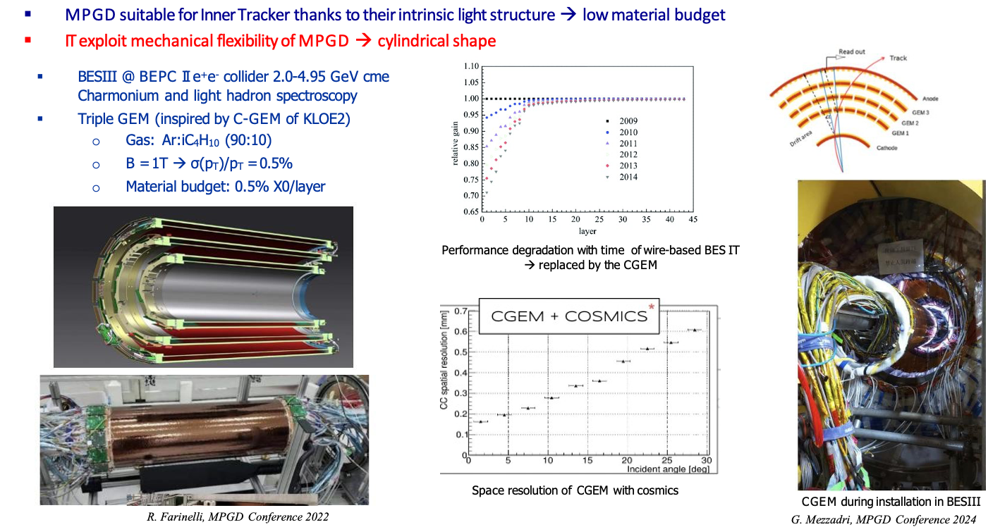 ▪ MPGD suitable for Inner Tracker thanks to their intrinsic light structure → low material budget
▪ IT exploit mechanical flexibility of MPGD → cylindrical shape
▪ BESIII @ BEPC II e⁺e⁻ collider 2.0-4.95 GeV cme
Charmonium and light hadron spectroscopy
▪ Triple GEM (inspired by C-GEM of KLOE2)
o Gas: Ar:iC₄H₁₀ (90:10)
o B = 1T → σ(p_T)/p_T = 0.5%
o Material budget: 0.5% X0/layer
R. Farinelli, MPGD Conference 2022
1.10
1.05
1.00
0.95
0.90
0.85
0.80
0.75
0.70
0.65
relative gain
2009
2010
2011
2012
2013
2014
0 5 10 15 20 25 30 35 40 45
layer
Performance degradation with time of wire-based BES IT
→ replaced by the CGEM
CGEM + COSMICS*
CC spatial resolution [mm]
0.7
0.6
0.5
0.4
0.3
0.2
0.1
0
0 5 10 15 20 25 30
Incident angle [deg]
Space resolution of CGEM with cosmics
Read out
Track
Anode
GEM 3
GEM 2
GEM 1
Drift area
Cathode
CGEM during installation in BESIII
G. Mezzadri, MPGD Conference 2024